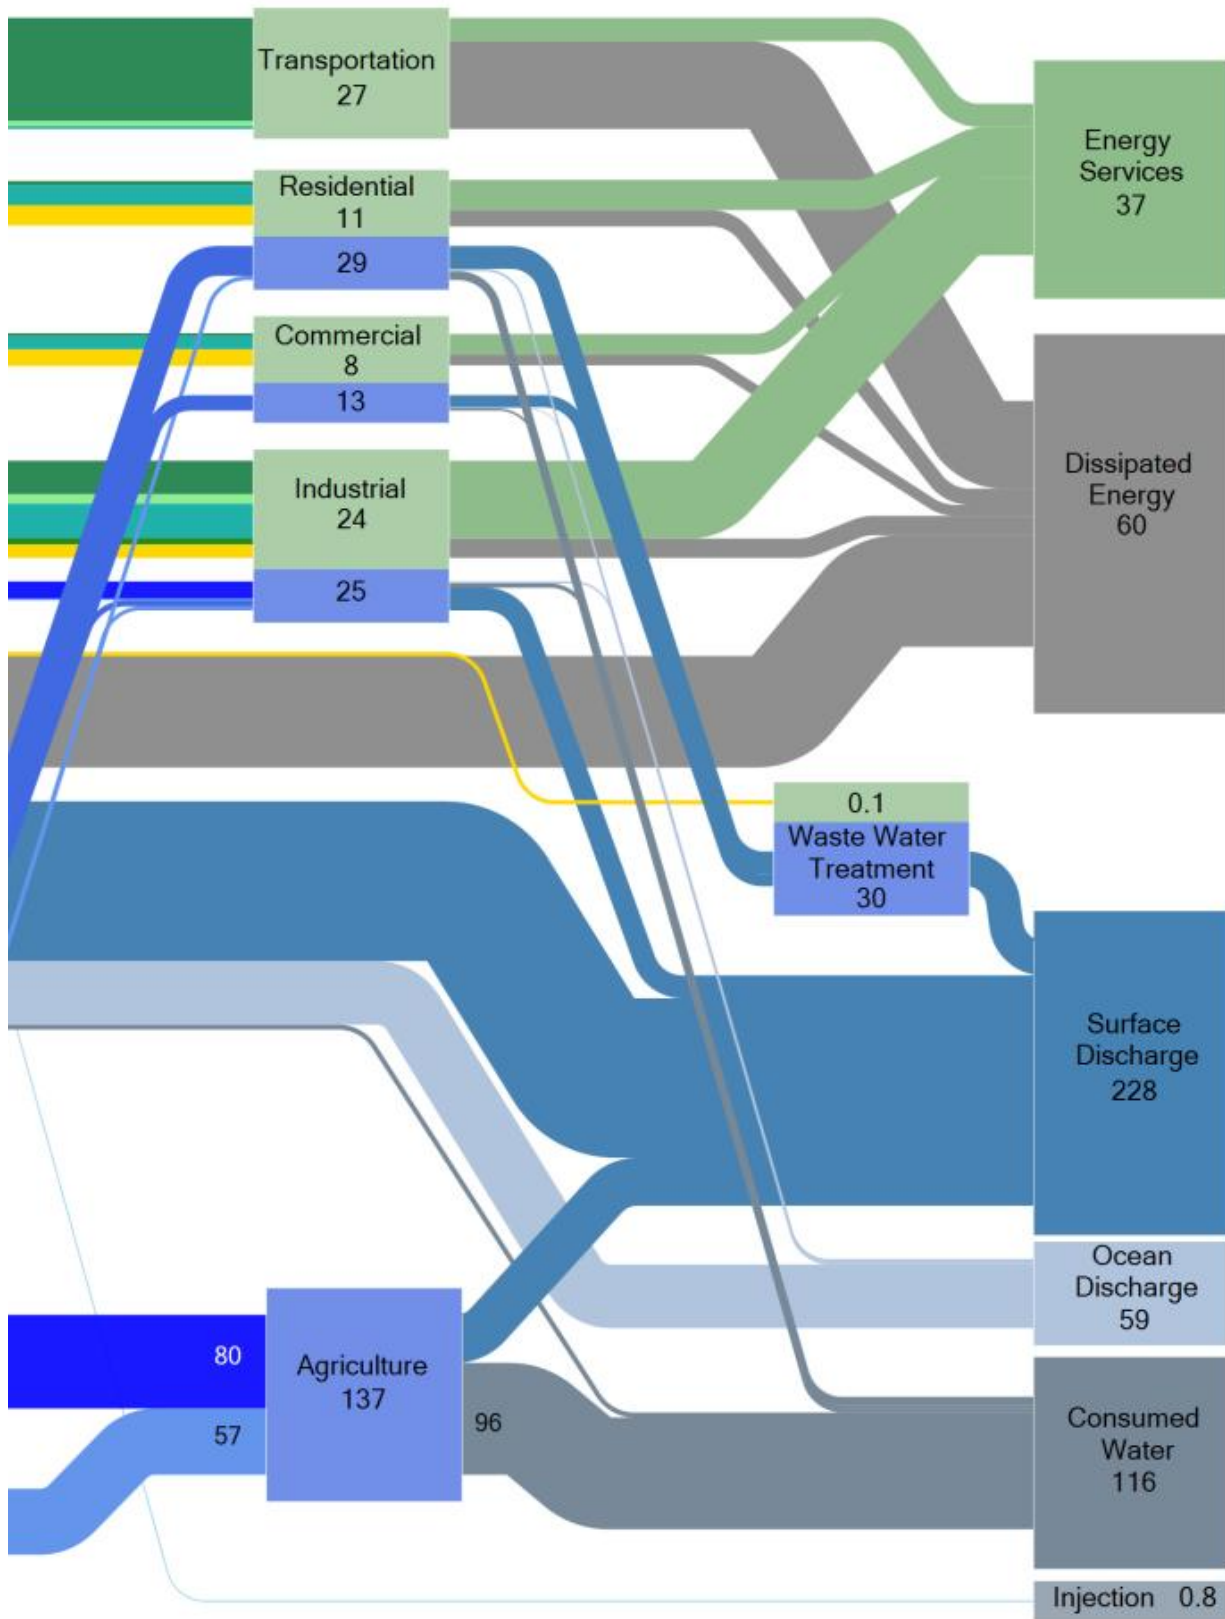 Transportation
27
Residential
11
29
Commercial
8
13
Industrial
24
25
Energy
Services
37
Dissipated
Energy
60
0.1
Waste Water
Treatment
30
Surface
Discharge
228
Ocean
Discharge
59
80
57
Agriculture
137
96
Consumed
Water
116
Injection 0.8